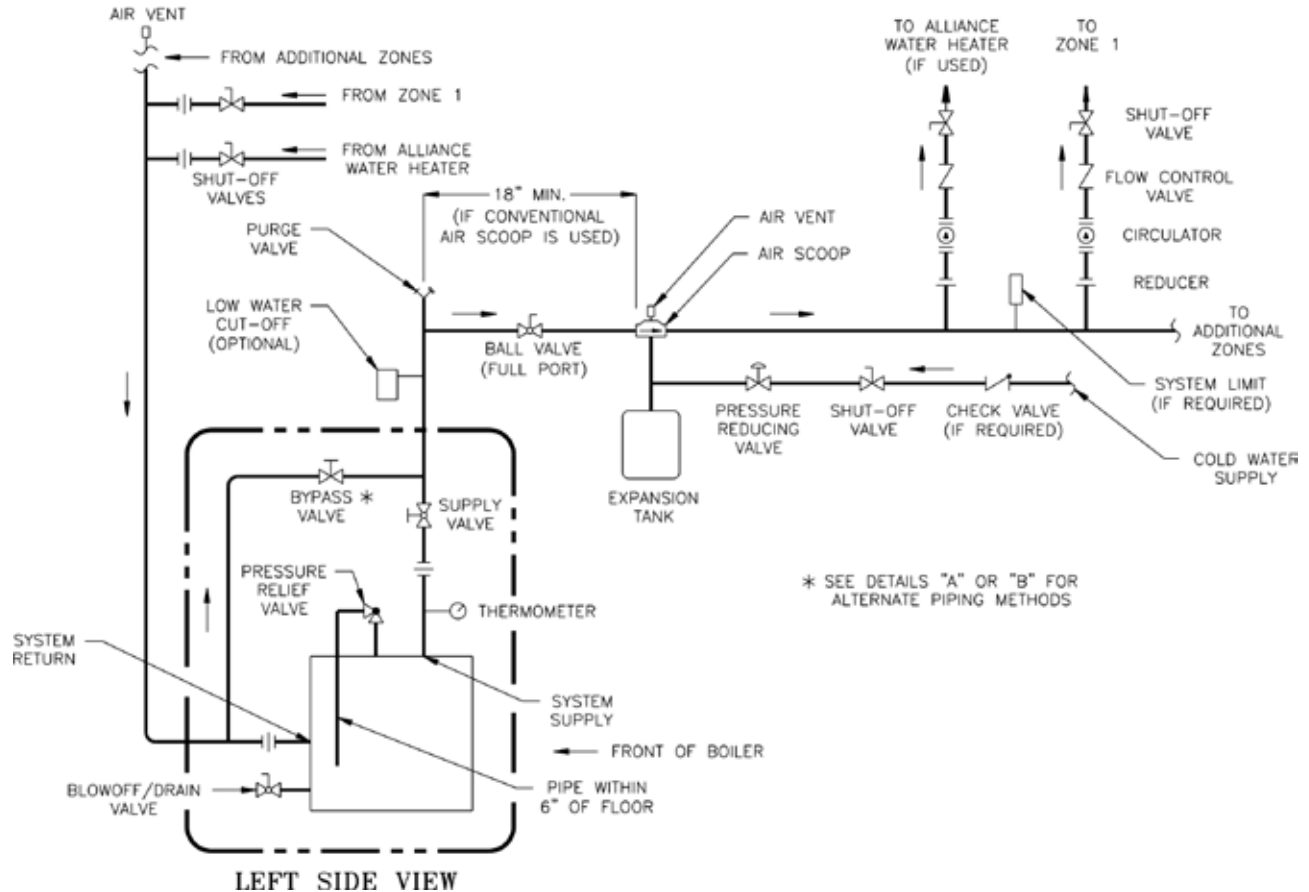 AIR VENT
FROM ADDITIONAL ZONES
FROM ZONE 1
FROM ALLIANCE
WATER HEATER
SHUT-OFF
VALVES
TO ALLIANCE
WATER HEATER
(IF USED)
TO
ZONE 1
SHUT-OFF
VALVE
FLOW CONTROL
VALVE
CIRCULATOR
REDUCER
18" MIN.
(IF CONVENTIONAL
AIR SCOOP IS USED)
PURGE
VALVE
AIR VENT
AIR SCOOP
LOW WATER
CUT-OFF
(OPTIONAL)
BALL VALVE
(FULL PORT)
TO
ADDITIONAL
ZONES
PRESSURE
REDUCING
VALVE
SHUT-OFF
VALVE
CHECK VALVE
(IF REQUIRED)
SYSTEM LIMIT
(IF REQUIRED)
COLD WATER
SUPPLY
EXPANSION
TANK
BYPASS *
VALVE
SUPPLY
VALVE
PRESSURE
RELIEF
VALVE
THERMOMETER
* SEE DETAILS "A" OR "B" FOR
ALTERNATE PIPING METHODS
SYSTEM
RETURN
SYSTEM
SUPPLY
FRONT OF BOILER
BLOWOFF/DRAIN
VALVE
PIPE WITHIN
6" OF FLOOR
LEFT SIDE VIEW